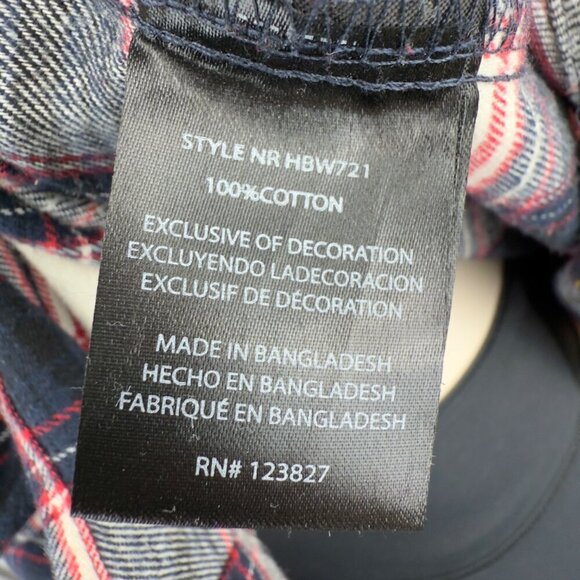 STYLE NR HBW721
100%COTTON
EXCLUSIVE OF DECORATION
EXCLUYENDO LADECORACION
EXCLUSIF DE DÉCORATION
MADE IN BANGLADESH
HECHO EN BANGLADESH
FABRIQUÉ EN BANGLADESH
RN# 123827